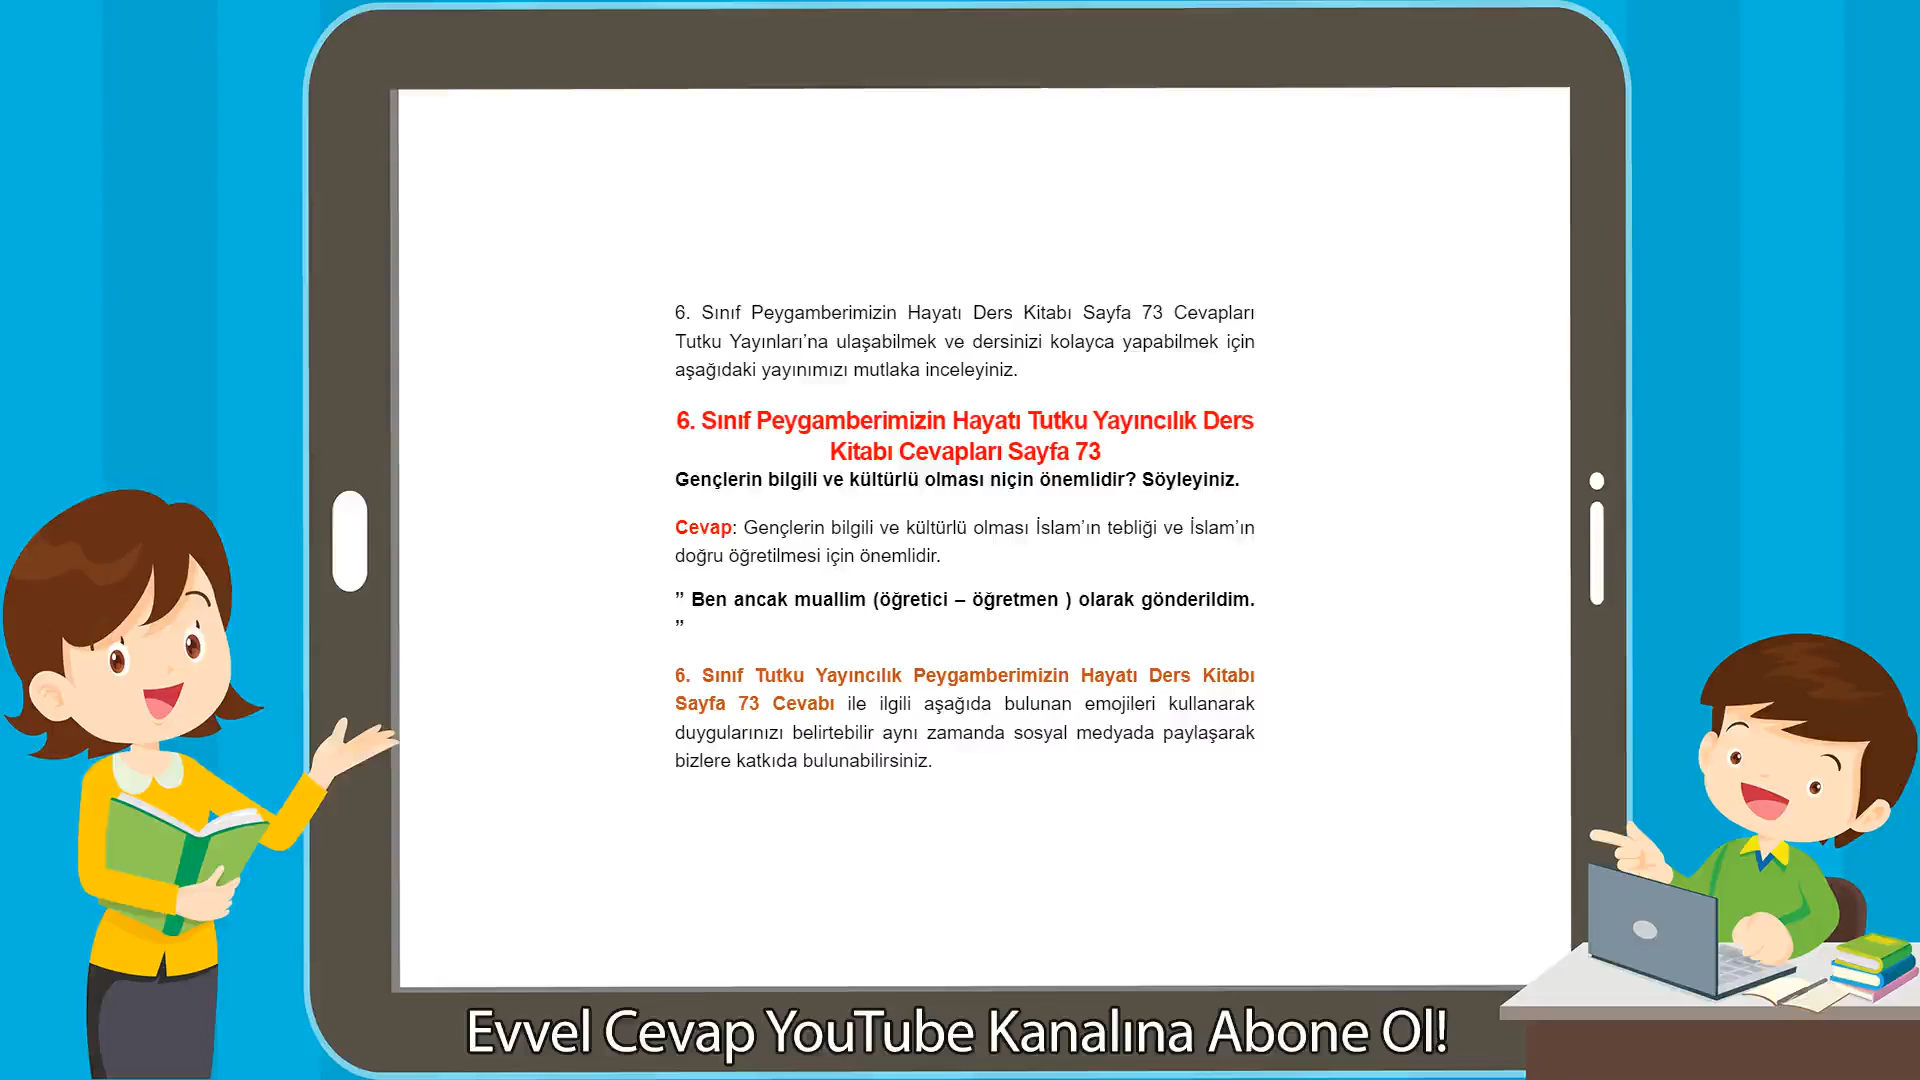 6. Sınıf Peygamberimizin Hayatı Ders Kitabı Sayfa 73 Cevapları
Tutku Yayınları’na ulaşabilmek ve dersinizi kolayca yapabilmek için
aşağıdaki yayınımızı mutlaka inceleyiniz.
6. Sınıf Peygamberimizin Hayatı Tutku Yayıncılık Ders
Kitabı Cevapları Sayfa 73
Gençlerin bilgili ve kültürlü olması niçin önemlidir? Söyleyiniz.
Cevap: Gençlerin bilgili ve kültürlü olması İslam’ın tebliği ve İslam’ın
doğru öğretilmesi için önemlidir.
” Ben ancak muallim (öğretici – öğretmen ) olarak gönderildim.
”
6. Sınıf Tutku Yayıncılık Peygamberimizin Hayatı Ders Kitabı
Sayfa 73 Cevabı ile ilgili aşağıda bulunan emojileri kullanarak
duygularınızı belirtebilir aynı zamanda sosyal medyada paylaşarak
bizlere katkıda bulunabilirsiniz.
Evvel Cevap YouTube Kanalına Abone Ol!